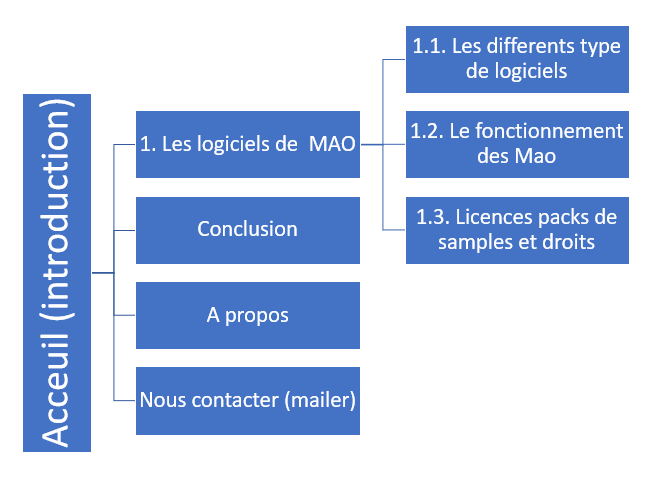 Acceuil (introduction)
1. Les logiciels de  MAO
Conclusion
A propos
Nous contacter (mailer)
1.1. Les differents type
de logiciels
1.2. Le fonctionnement
des Mao
1.3. Licences packs de
samples et droits